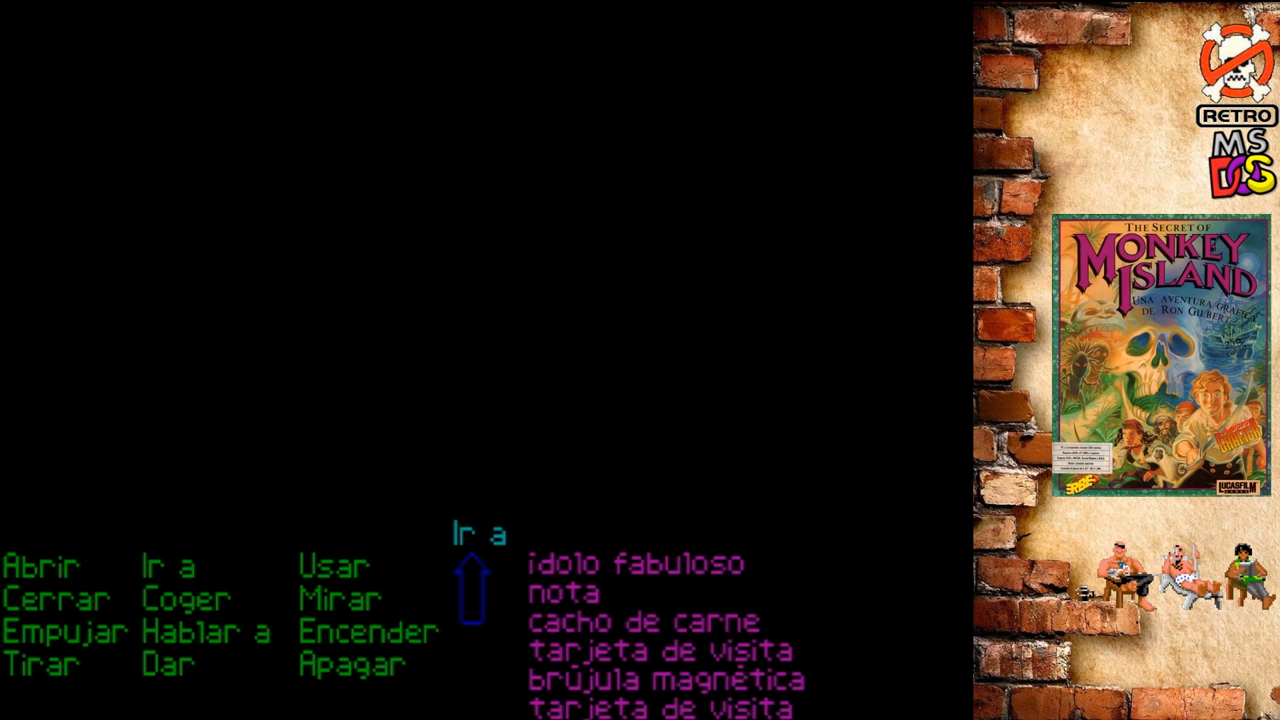 RETRO
MS
DOS
THE SECRET OF
MONKEY
ISLAND
UNA AVENTURA GRÁFICA
DE RON GILBERT
ERBE
LUCASFILM
GAMES
Ir a
Abrir Ir a Usar
Cerrar Coger Mirar
Empujar Hablar a Encender
Tirar Dar Apagar
ídolo fabuloso
nota
cacho de carne
tarjeta de visita
brújula magnética
tarjeta de visita